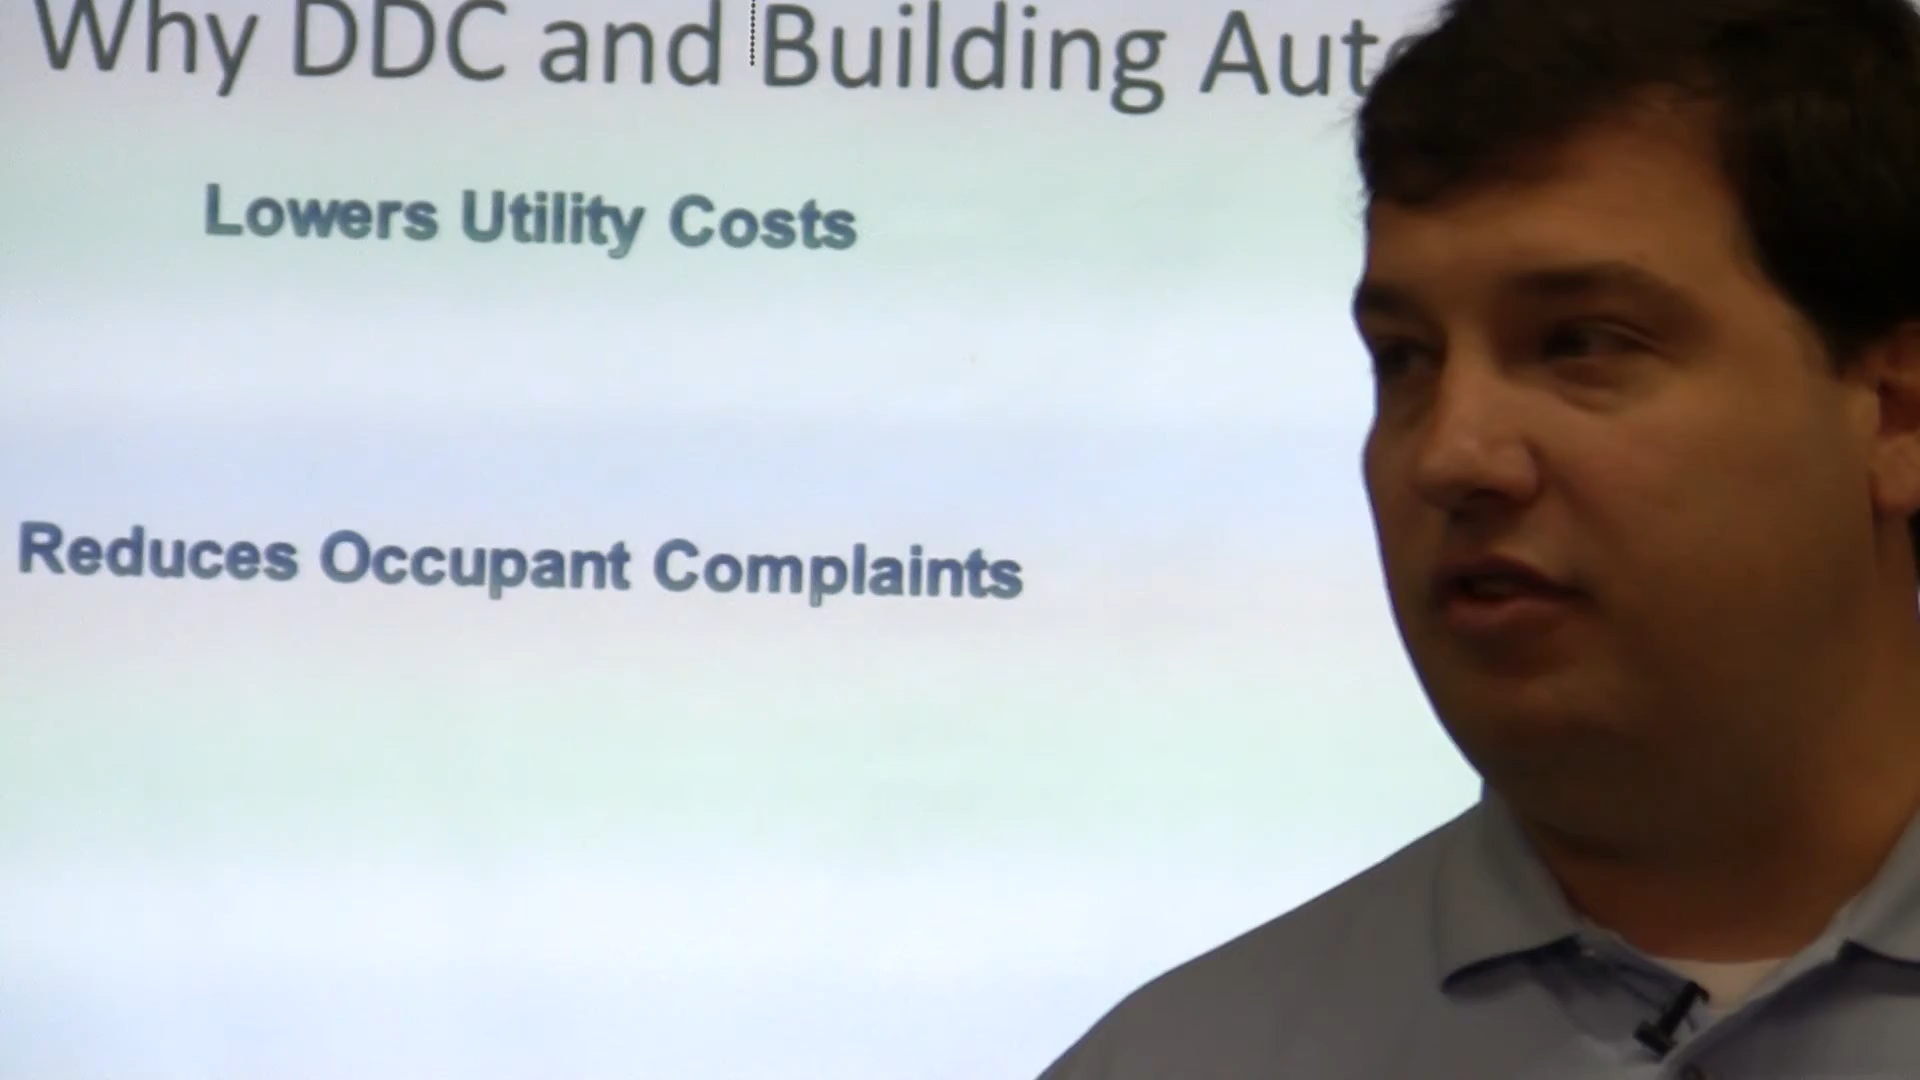 Why DDC and Building Aut
Lowers Utility Costs
Reduces Occupant Complaints